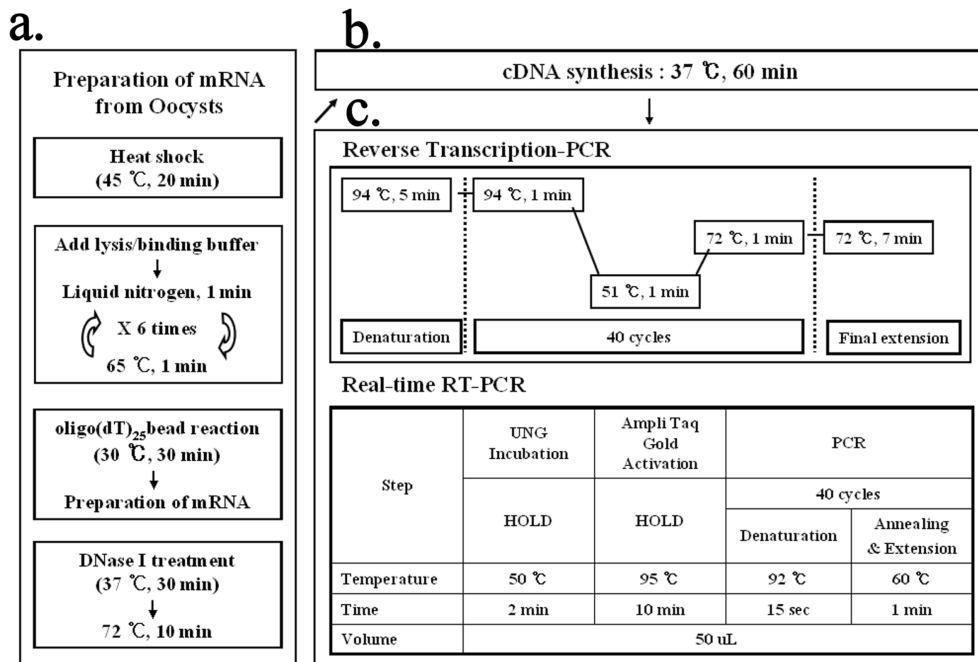 a.
Preparation of mRNA
from Oocysts
Heat shock
(45 ℃, 20 min)
Add lysis/binding buffer
Liquid nitrogen, 1 min
X 6 times
65 ℃, 1 min
oligo(dT)25bead reaction
(30 ℃, 30 min)
Preparation of mRNA
DNase I treatment
(37 ℃, 30 min)
72 ℃, 10 min
b.
cDNA synthesis : 37 ℃, 60 min
c.
Reverse Transcription-PCR
94 ℃, 5 min 94 ℃, 1 min
72 ℃, 1 min 72 ℃, 7 min
51 ℃, 1 min
Denaturation 40 cycles Final extension
Real-time RT-PCR
Step
UNG
Incubation
Ampli Taq
Gold
Activation
PCR
HOLD HOLD
40 cycles
Denaturation
Annealing
& Extension
Temperature 50 ℃ 95 ℃ 92 ℃ 60 ℃
Time 2 min 10 min 15 sec 1 min
Volume 50 uL